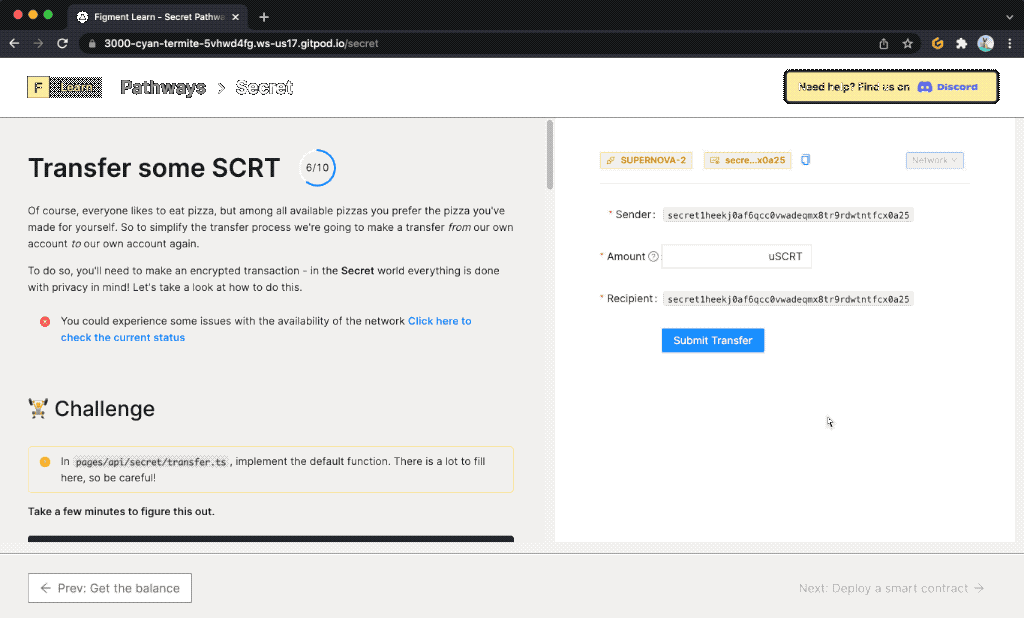 Figment Learn - Secret Pathwa
3000-cyan-termite-5vhwd4fg.ws-us17.gitpod.io/secret
F Learn Pathways > Secret
Need help? Find us on Discord
Transfer some SCRT 6/10
Of course, everyone likes to eat pizza, but among all available pizzas you prefer the pizza you've
made for yourself. So to simplify the transfer process we're going to make a transfer from our own
account to our own account again.
To do so, you'll need to make an encrypted transaction - in the Secret world everything is done
with privacy in mind! Let's take a look at how to do this.
You could experience some issues with the availability of the network Click here to
check the current status
Challenge
In pages/api/secret/transfer.ts, implement the default function. There is a lot to fill
here, so be careful!
Take a few minutes to figure this out.
SUPERNOVA-2
secre...x0a25
Network
* Sender: secret1heekj0af6qcc0vwadeqmx8tr9rdwtntfcx0a25
* Amount ? : uSCRT
* Recipient: secret1heekj0af6qcc0vwadeqmx8tr9rdwtntfcx0a25
Submit Transfer
← Prev: Get the balance
Next: Deploy a smart contract →